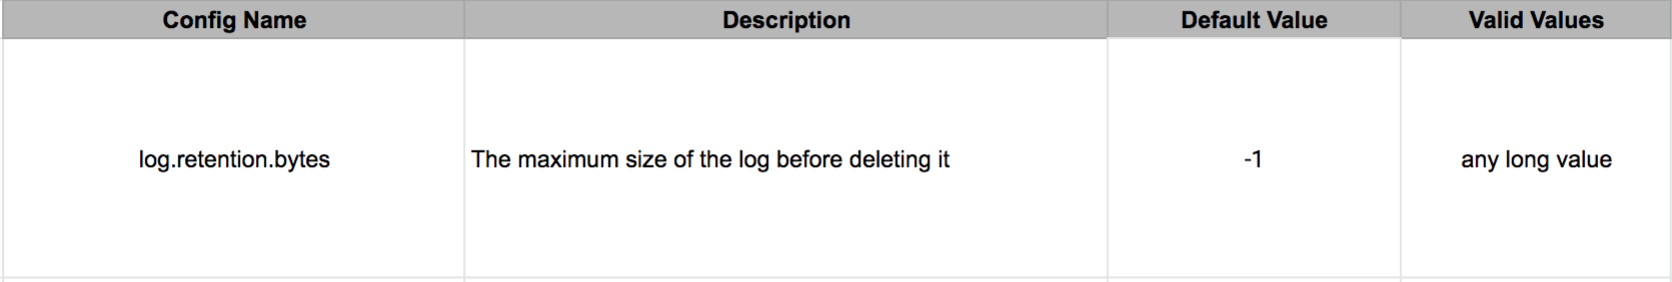 Config Name Description Default Value Valid Values
log.retention.bytes The maximum size of the log before deleting it -1 any long value